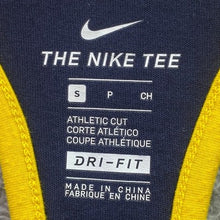 THE NIKE TEE
S P CH
ATHLETIC CUT
CORTE ATLÉTICO
COUPE ATHLÉTIQUE
DRI-FIT
MADE IN CHINA
FABRIQUÉ EN CHINE